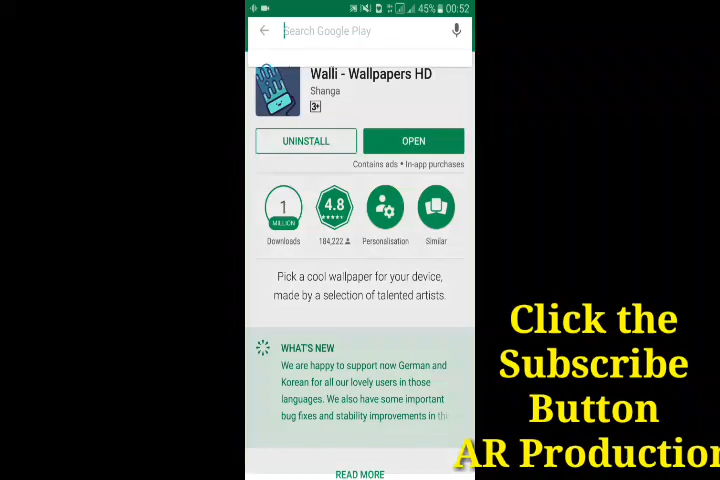 45% 00:52
Search Google Play
Walli - Wallpapers HD
Shanga
3+
UNINSTALL OPEN
Contains ads • In-app purchases
1 MILLION
4.8
Downloads 184,222 Personalisation Similar
Pick a cool wallpaper for your device,
made by a selection of talented artists.
WHAT'S NEW
We are happy to support now German and
Korean for all our lovely users in those
languages. We also have some important
bug fixes and stability improvements in
READ MORE
Click the
Subscribe
Button
AR Production